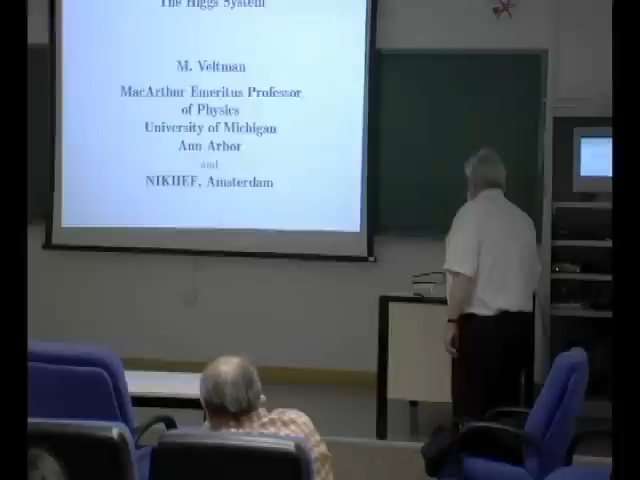 The Higgs System
M. Veltman
MacArthur Emeritus Professor
of Physics
University of Michigan
Ann Arbor
and
NIKHEF, Amsterdam